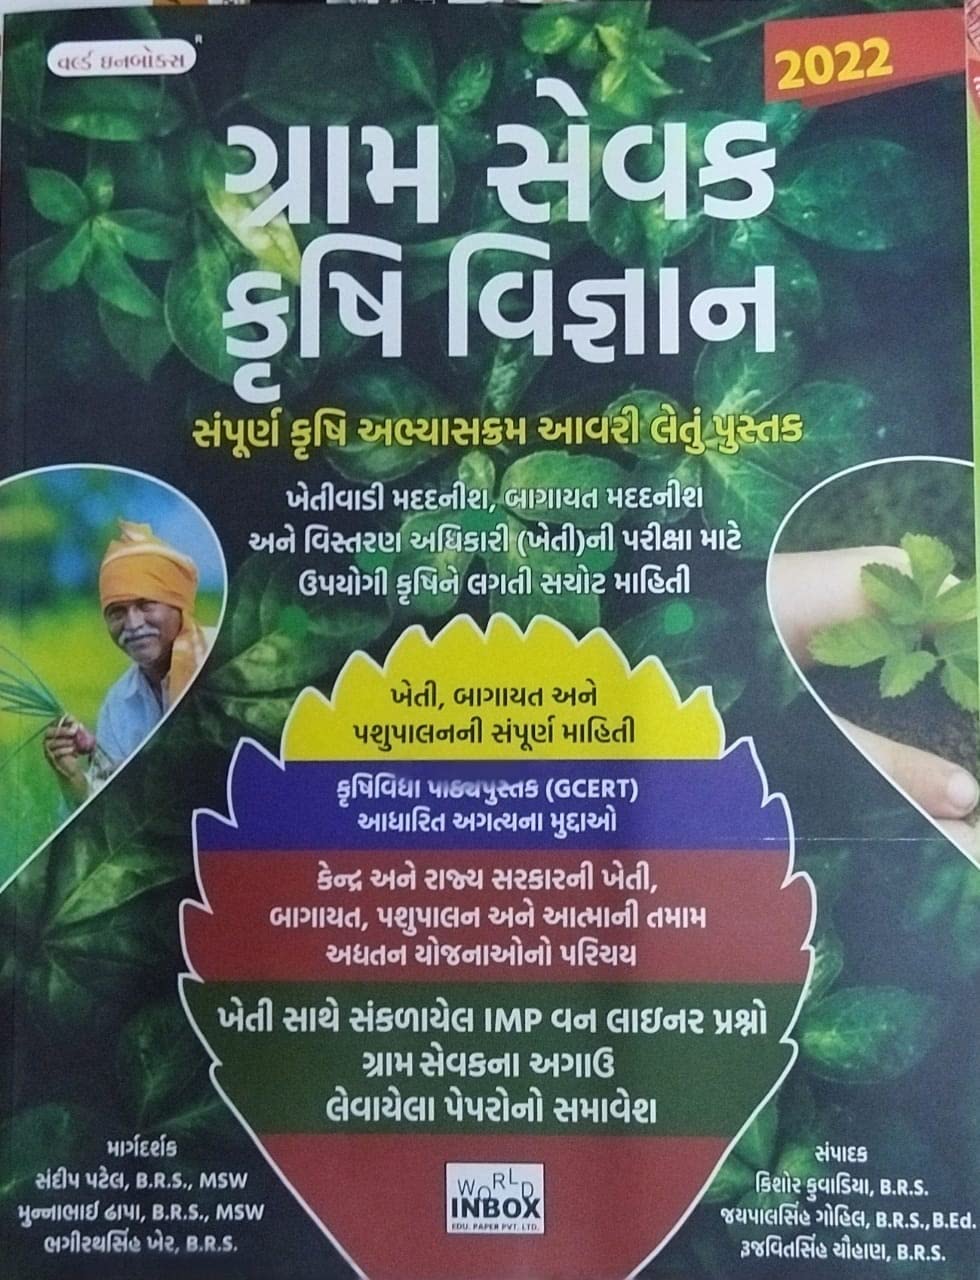 વર્લ્ડ ઇનબોક્સ
R
2022
ગ્રામ સેવક
કૃષિ વિજ્ઞાન
સંપૂર્ણ કૃષિ અભ્યાસક્રમ આવરી લેતું પુસ્તક
ખેતીવાડી મદદનીશ, બાગાયત મદદનીશ
અને વિસ્તરણ અધિકારી (ખેતી)ની પરીક્ષા માટે
ઉપયોગી કૃષિને લગતી સચોટ માહિતી
ખેતી, બાગાયત અને
પશુપાલનની સંપૂર્ણ માહિતી
કૃષિવિધા પાઠ્યપુસ્તક (GCERT)
આધારિત અગત્યના મુદ્દાઓ
કેન્દ્ર અને રાજ્ય સરકારની ખેતી,
બાગાયત, પશુપાલન અને આત્માની તમામ
અધતન યોજનાઓનો પરિચય
ખેતી સાથે સંકળાયેલ IMP વન લાઇનર પ્રશ્નો
ગ્રામ સેવકના અગાઉ
લેવાયેલા પેપરોનો સમાવેશ
માર્ગદર્શક
સંદીપ પટેલ, B.R.S., MSW
મુન્નાભાઈ ઢાપા, B.R.S., MSW
ભગીરથસિંહ ખેર, B.R.S.
WORLD
INBOX
EDU. PAPER PVT. LTD.
સંપાદક
કિશોર કુવાડિયા, B.R.S.
જયપાલસિંહ ગોહિલ, B.R.S., B.Ed.
રૂજવિતસિંહ ચૌહાણ, B.R.S.